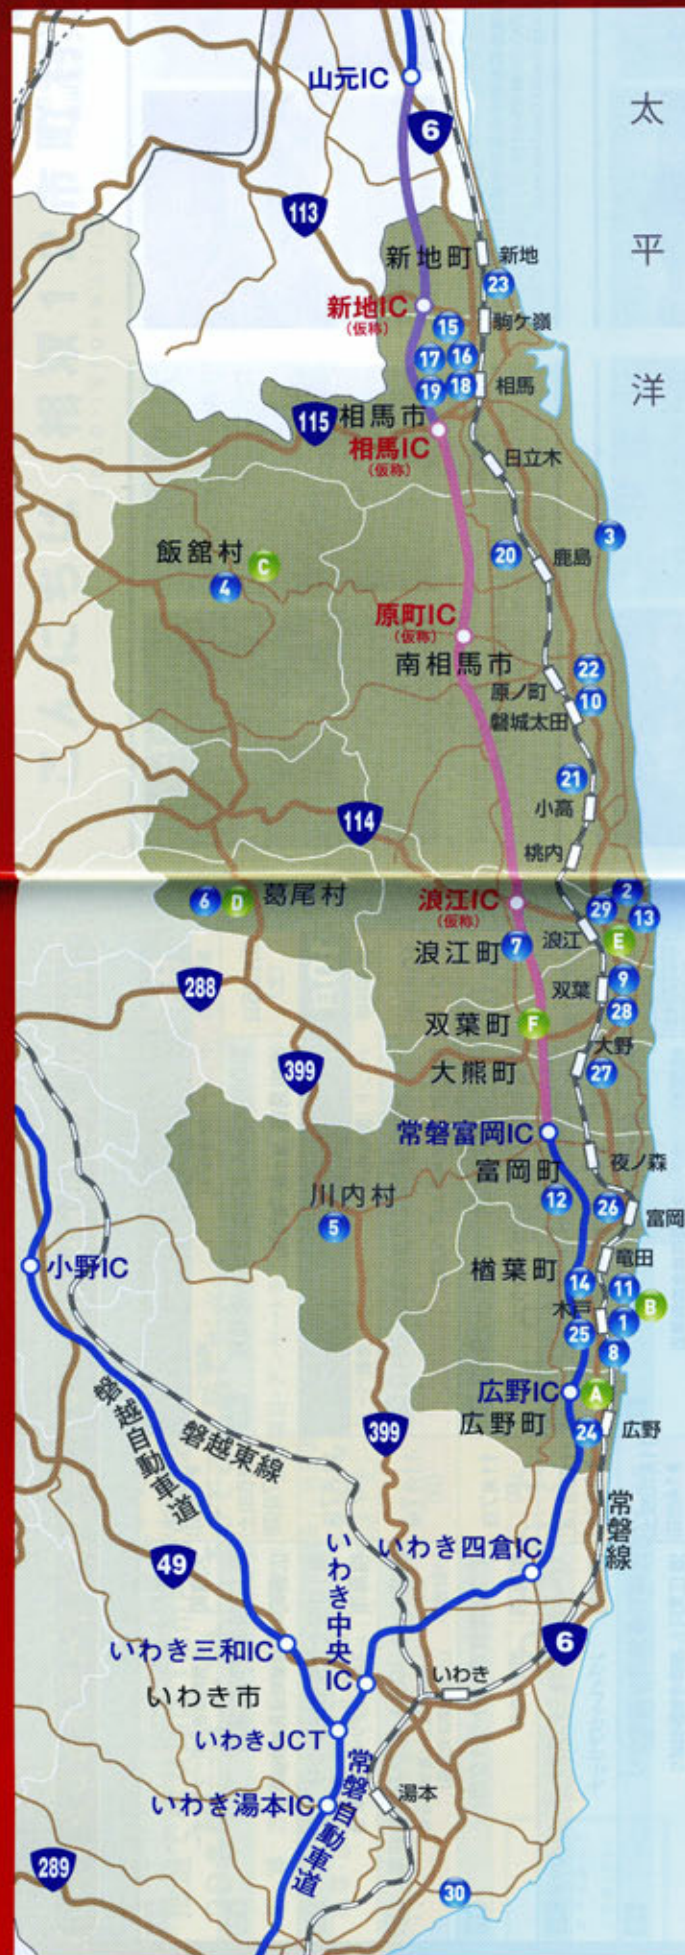 山元IC
太平洋
6
113
新地町
新地
23
新地IC
(仮称)
15
駒ケ嶺
17
16
19
18
相馬
115
相馬市
相馬IC
(仮称)
日立木
3
飯舘村
C
4
20
鹿島
原町IC
(仮称)
南相馬市
22
原ノ町
10
磐城太田
21
小高
114
桃内
6
D
葛尾村
浪江IC
(仮称)
2
29
13
7
浪江
E
浪江町
288
双葉
9
28
双葉町
F
大野
399
大熊町
27
常磐富岡IC
夜ノ森
富岡町
川内村
5
12
26
富岡
小野IC
楢葉町
竜田
14
11
B
木戸
1
25
8
広野IC
A
広野町
24
広野
磐越自動車道
磐越東線
399
常磐線
49
いわき四倉IC
いわき中央IC
6
いわき三和IC
いわき
いわき市
いわきJCT
常磐自動車道
湯本
いわき湯本IC
289
30